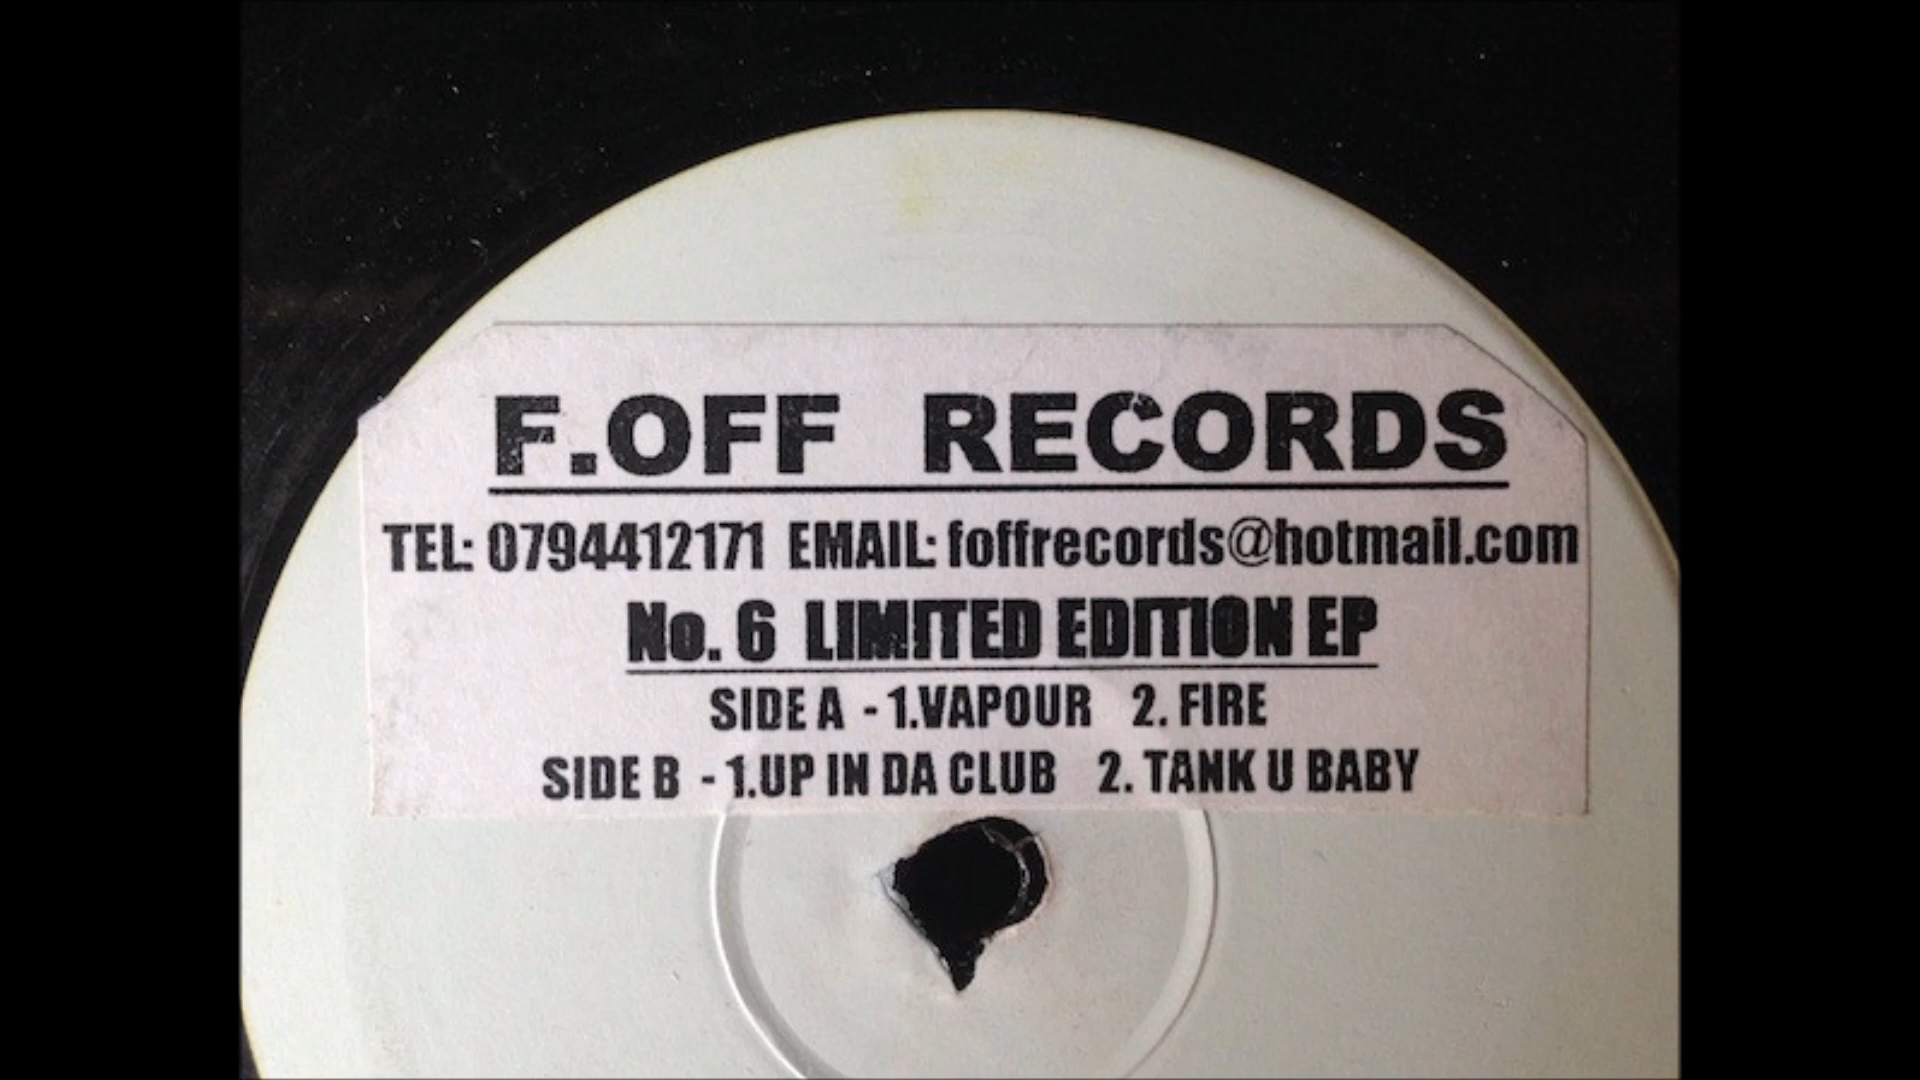 F.OFF RECORDS
TEL: 0794412171 EMAIL: foffrecords@hotmail.com
No. 6 LIMITED EDITION EP
SIDE A - 1.VAPOUR 2. FIRE
SIDE B - 1.UP IN DA CLUB 2. TANK U BABY